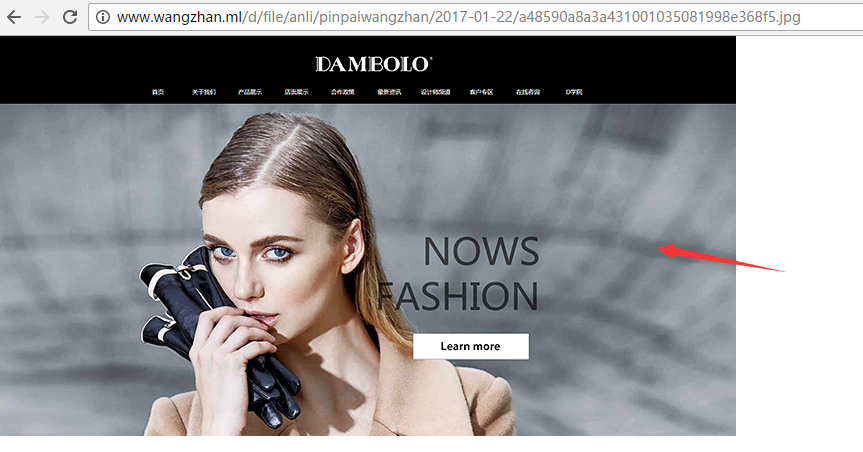 www.wangzhan.ml/d/file/anli/pinpaiwangzhan/2017-01-22/a48590a8a3a431001035081998e368f5.jpg
DAMBOLO®
首页 关于我们 产品展示 店面展示 合作政策 最新资讯 设计师频道 客户专区 在线咨询 D学院
NOWS
FASHION
Learn more